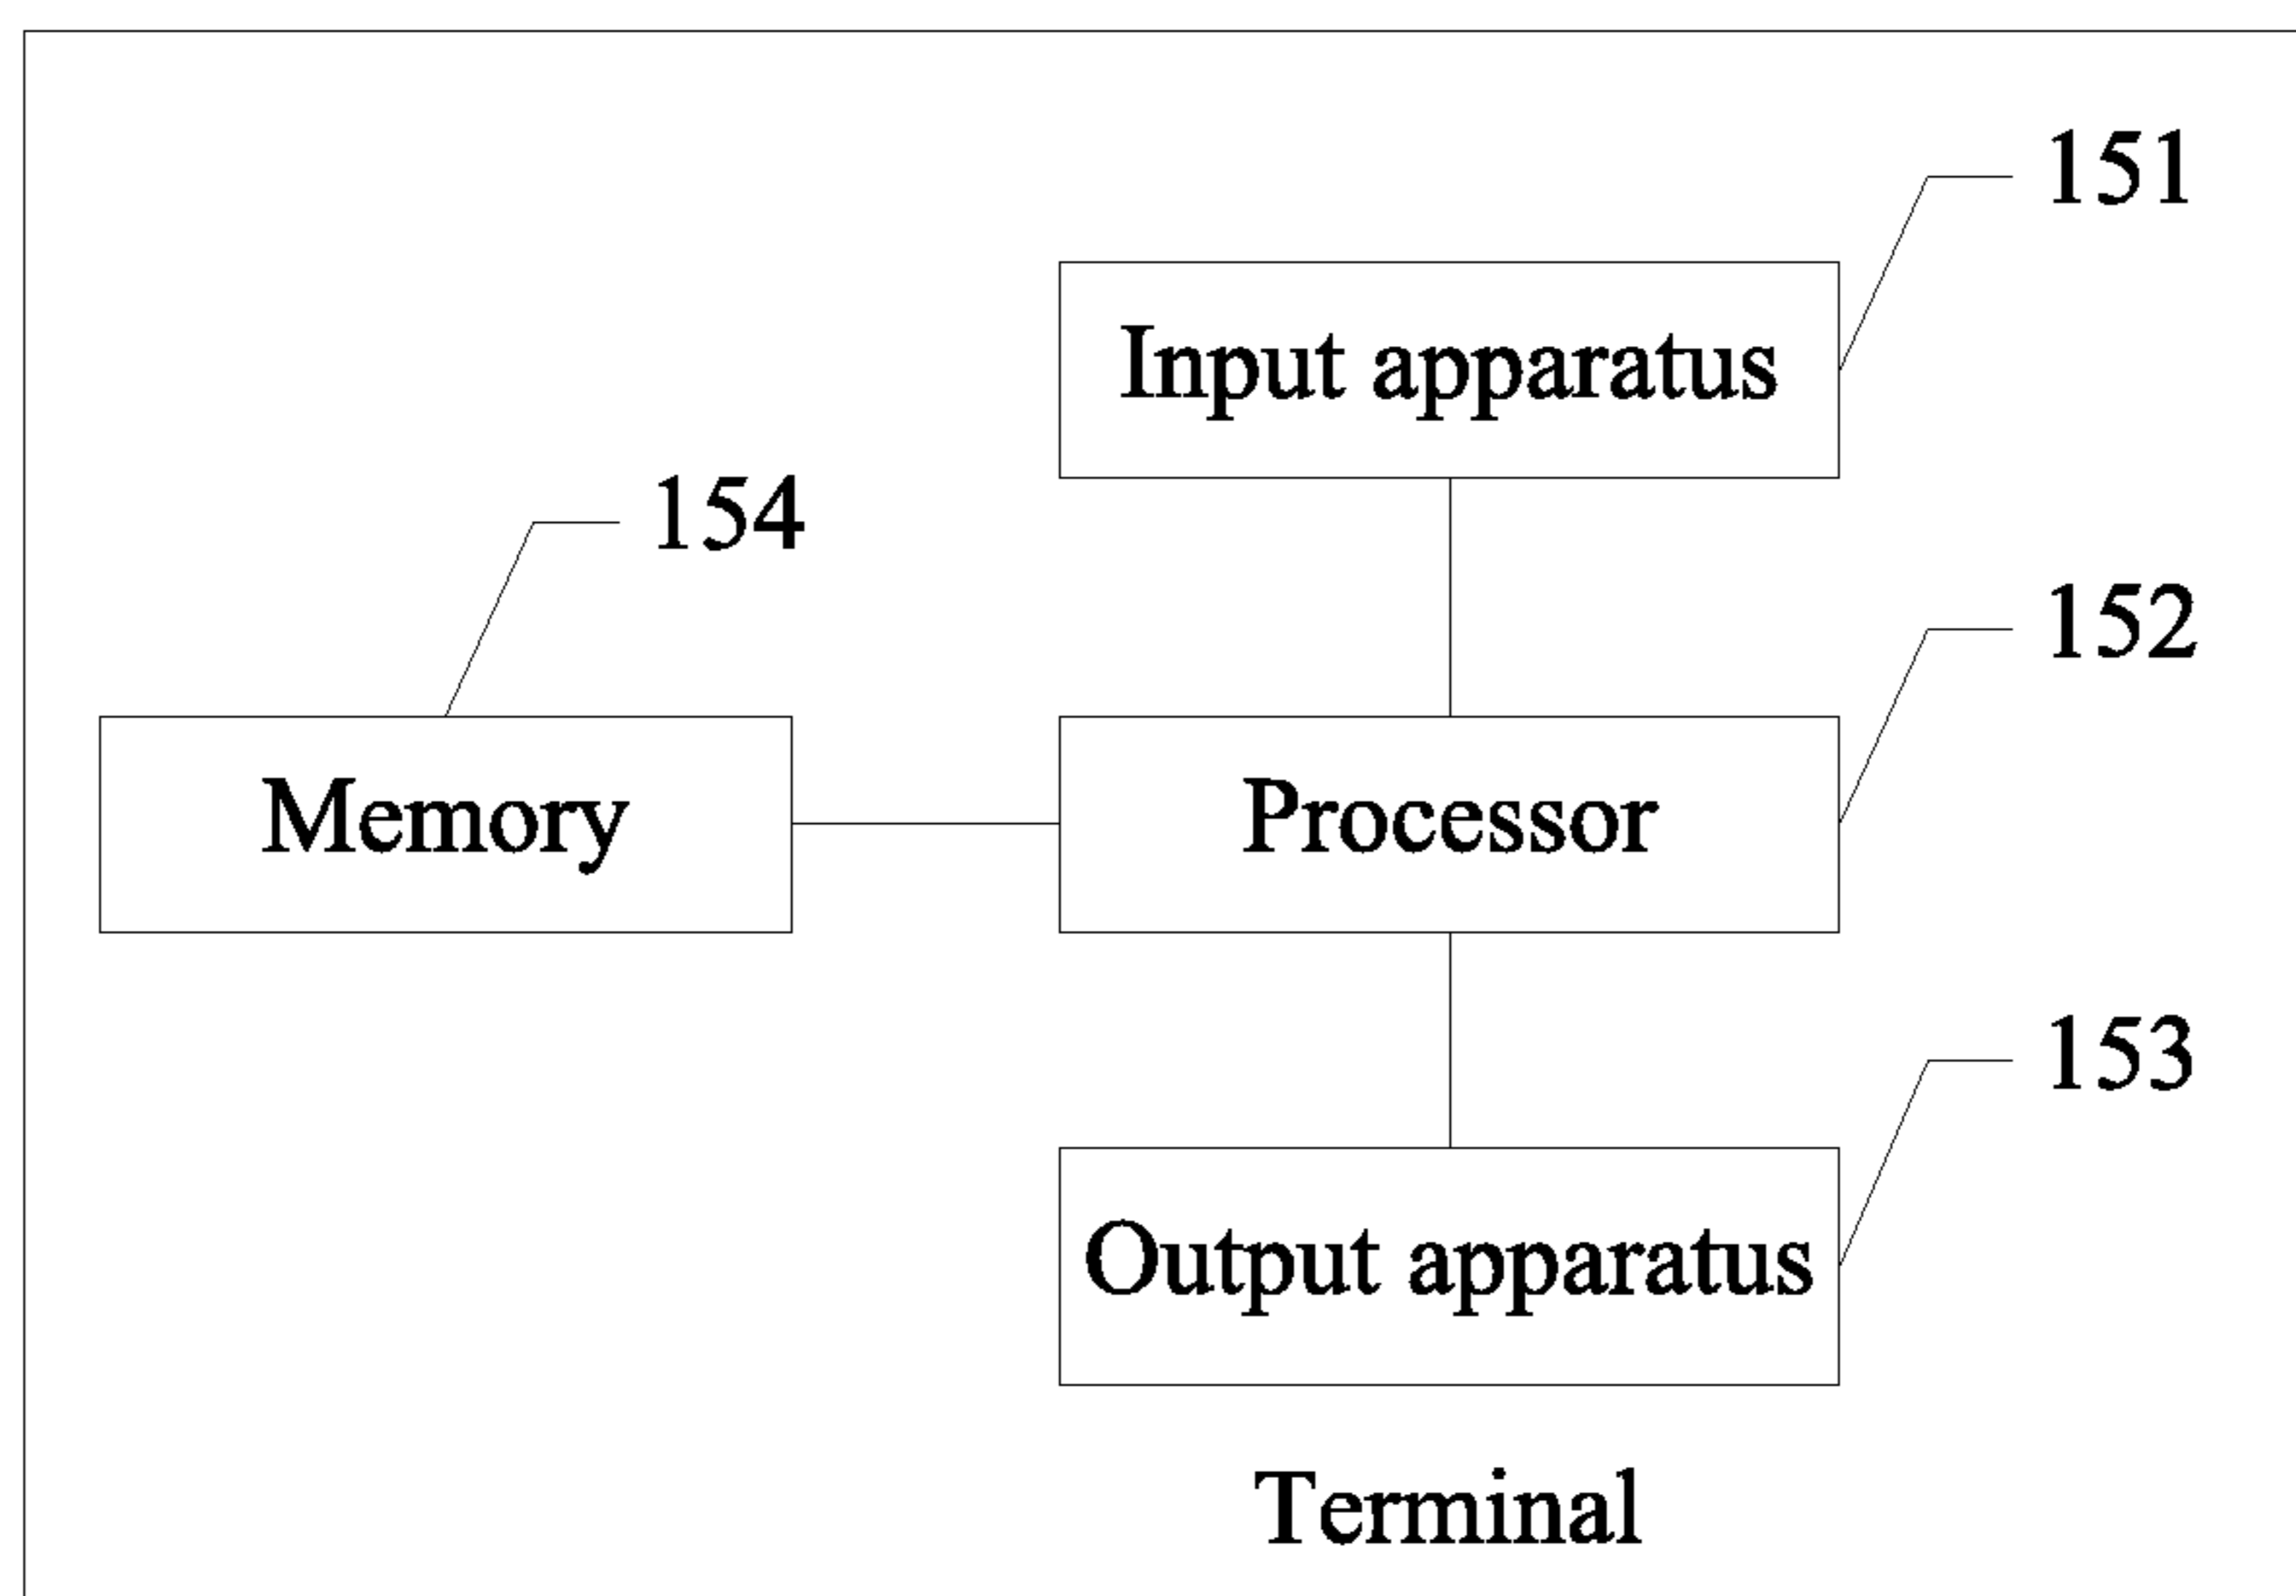 151
Input apparatus
154
152
Memory
Processor
153
Output apparatus
Terminal